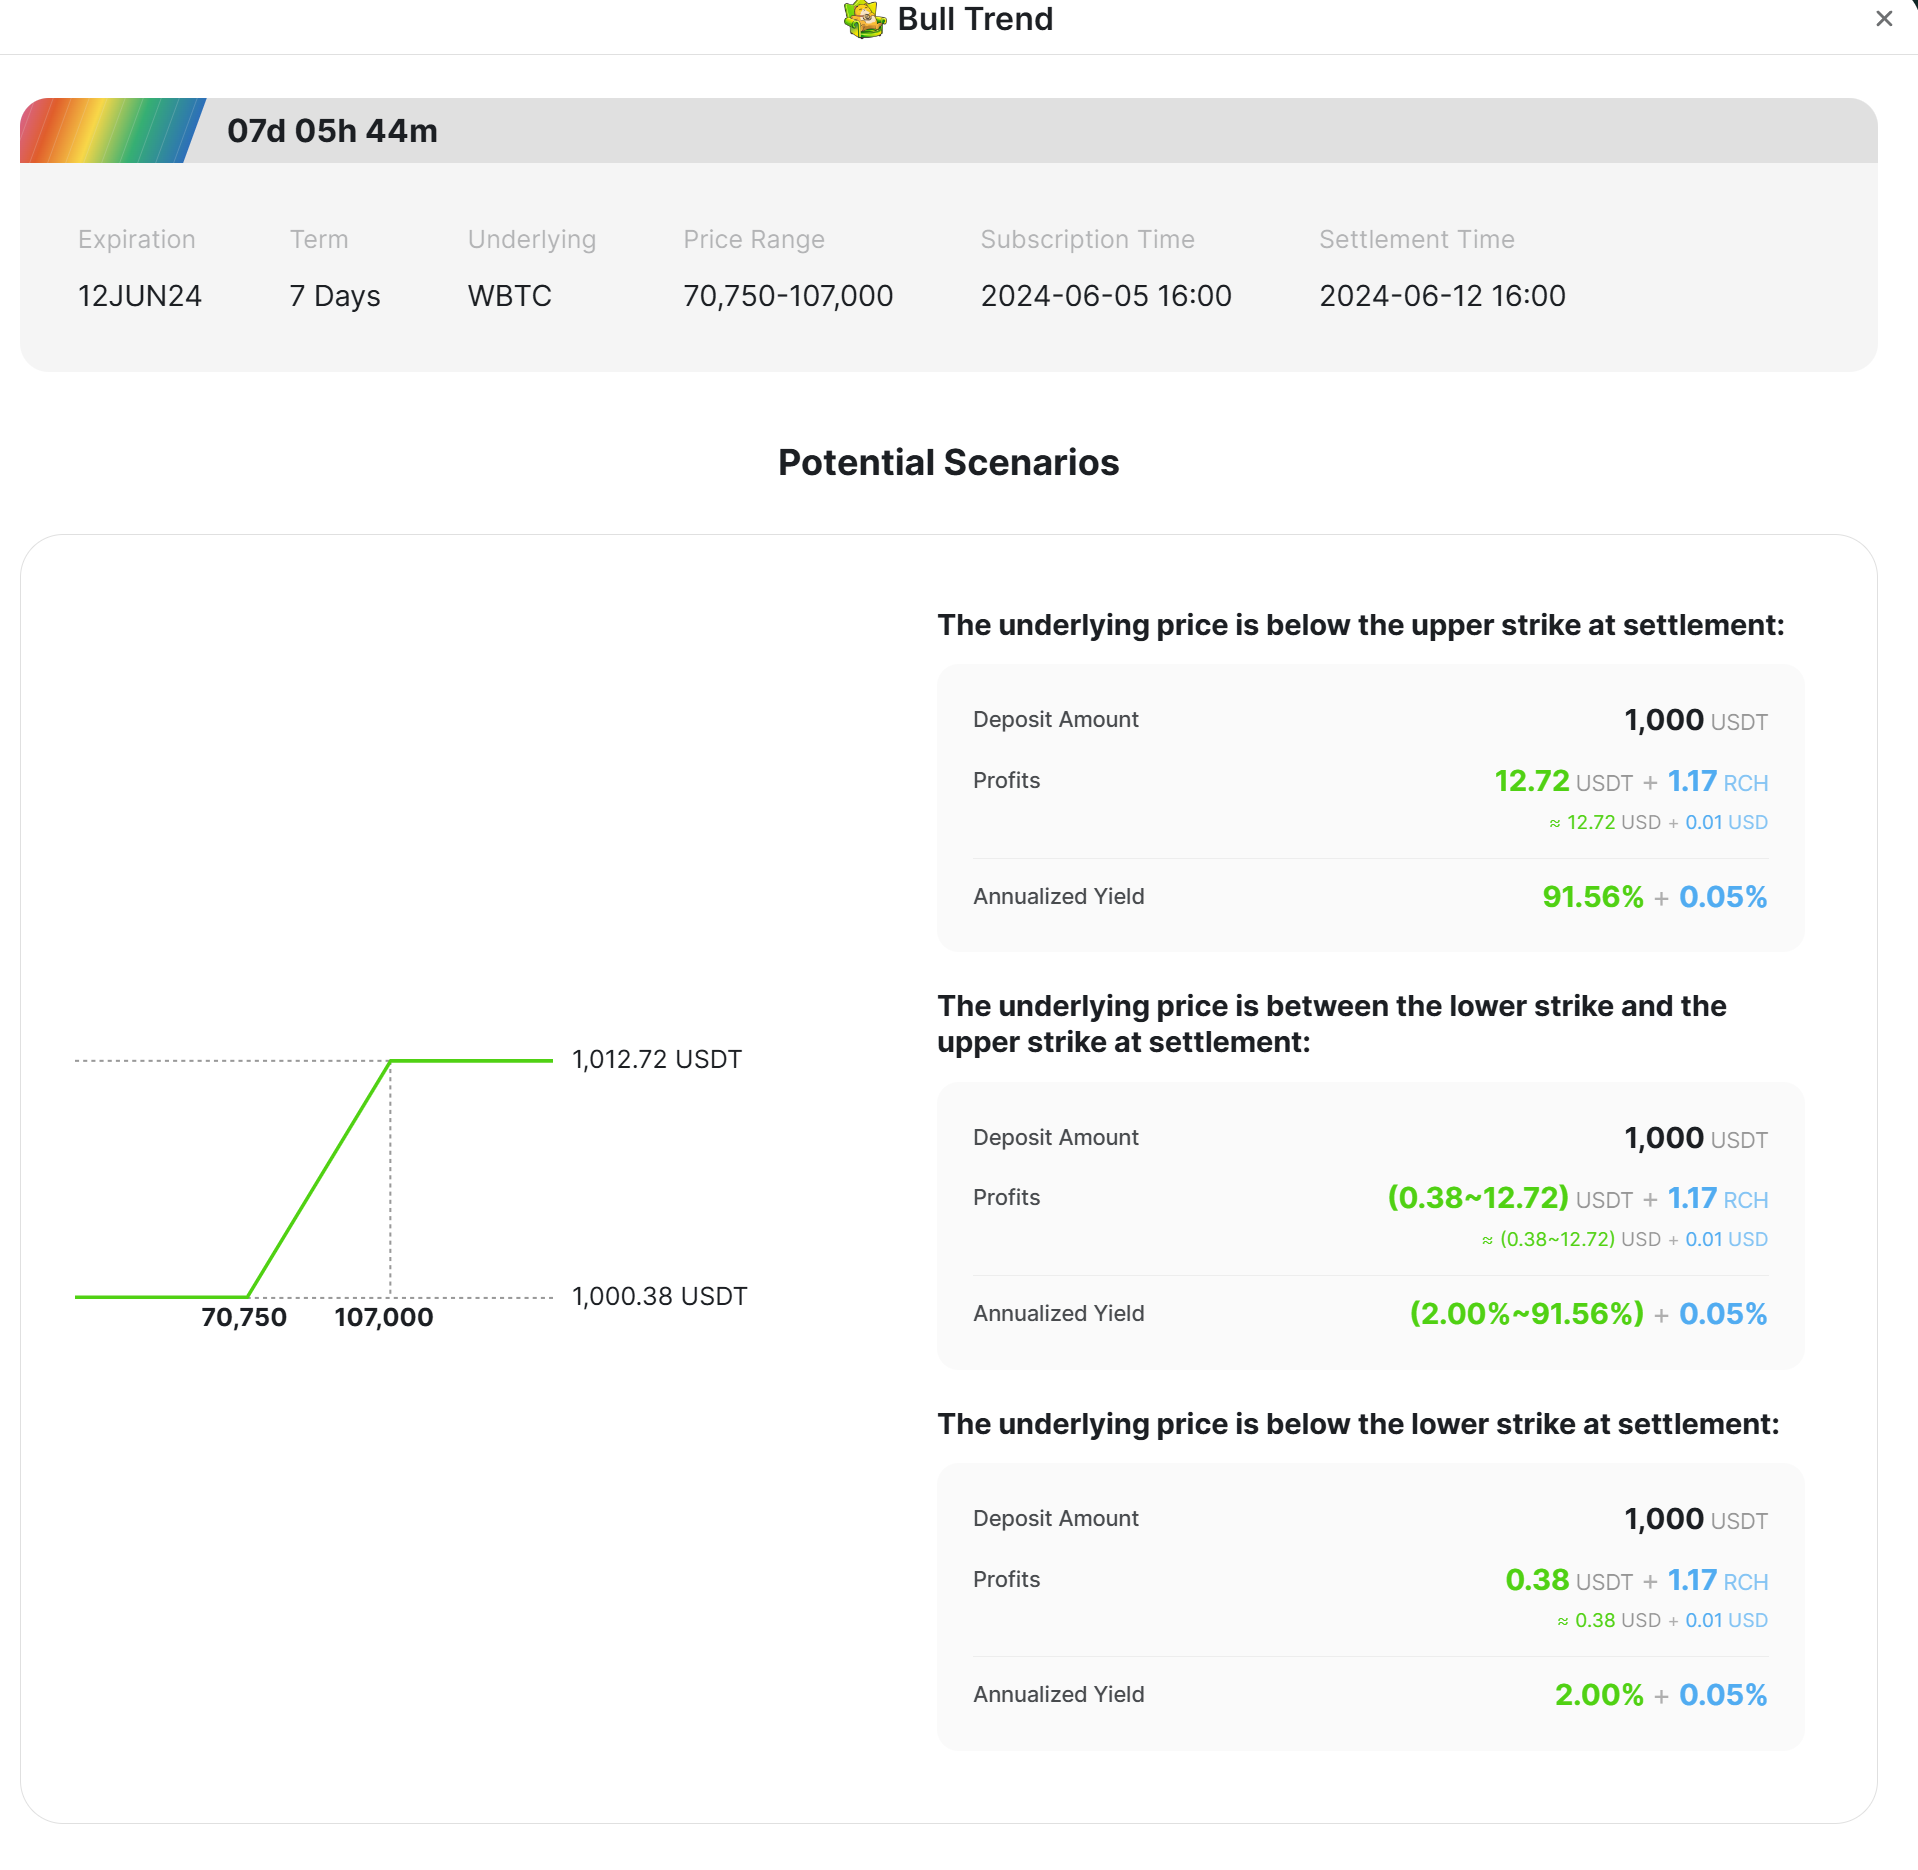 Bull Trend
07d 05h 44m
Expiration Term Underlying Price Range Subscription Time Settlement Time
12JUN24 7 Days WBTC 70,750-107,000 2024-06-05 16:00 2024-06-12 16:00
Potential Scenarios
1,012.72 USDT
1,000.38 USDT
70,750 107,000
The underlying price is below the upper strike at settlement:
Deposit Amount 1,000 USDT
Profits 12.72 USDT + 1.17 RCH
≈ 12.72 USD + 0.01 USD
Annualized Yield 91.56% + 0.05%
The underlying price is between the lower strike and the
upper strike at settlement:
Deposit Amount 1,000 USDT
Profits (0.38~12.72) USDT + 1.17 RCH
≈ (0.38~12.72) USD + 0.01 USD
Annualized Yield (2.00%~91.56%) + 0.05%
The underlying price is below the lower strike at settlement:
Deposit Amount 1,000 USDT
Profits 0.38 USDT + 1.17 RCH
≈ 0.38 USD + 0.01 USD
Annualized Yield 2.00% + 0.05%